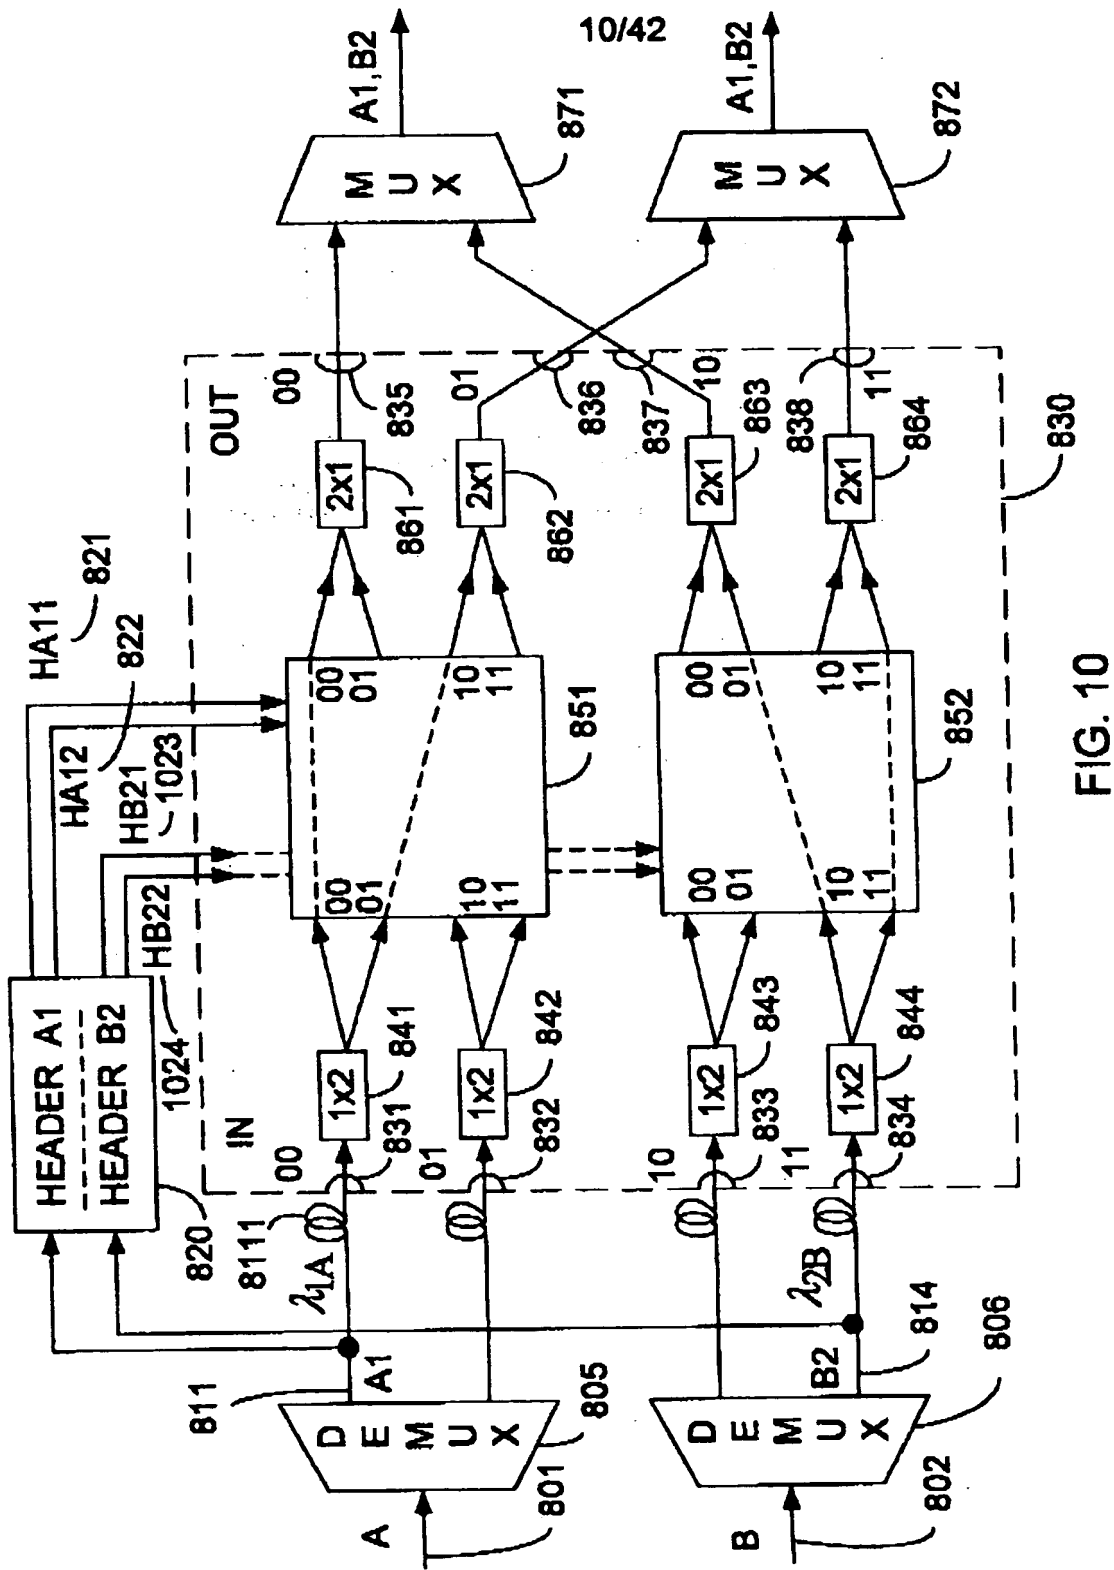 10/42
HEADER A1
HEADER B2
820
HA11
821
HA12
822
HB21
1023
HB22
1024
IN
OUT
A
801
DEMUX
805
811
A1
λ1A
8111
00
831
1x2
841
01
832
1x2
842
00
01
10
11
00
01
10
11
851
2x1
861
00
835
2x1
862
01
836
MUX
871
A1,B2
B
802
DEMUX
806
B2
814
λ2B
10
833
1x2
843
11
834
1x2
844
00
01
10
11
00
01
10
11
852
2x1
863
10
837
2x1
864
11
838
830
MUX
872
A1,B2
FIG. 10